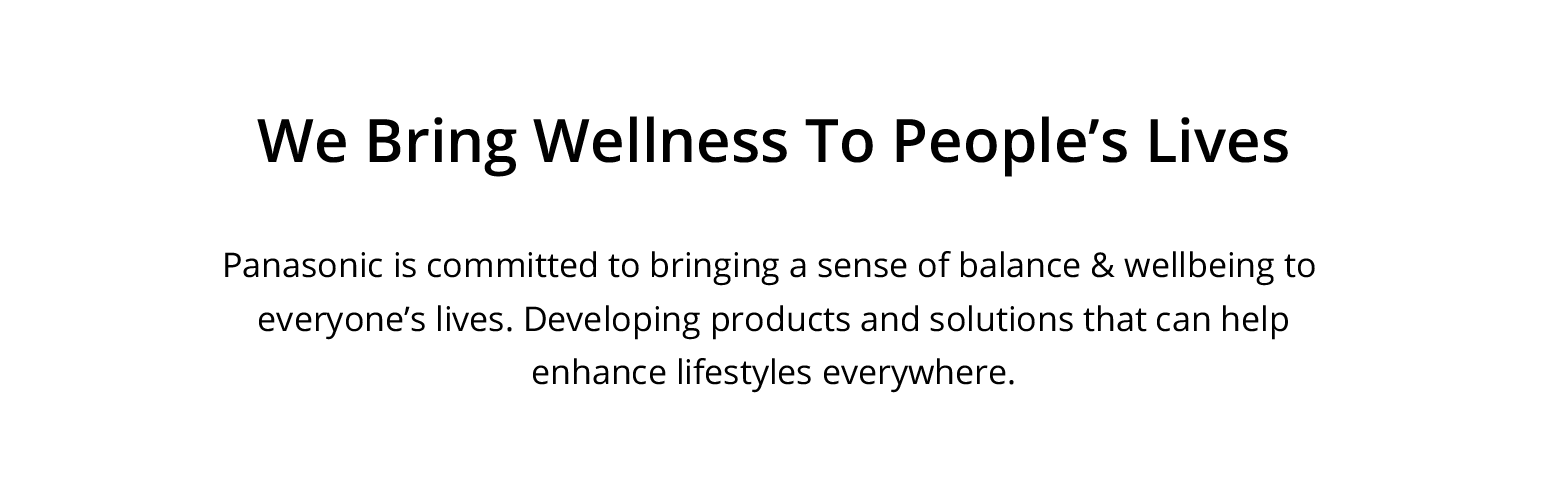 We Bring Wellness To People’s Lives
Panasonic is committed to bringing a sense of balance & wellbeing to
everyone’s lives. Developing products and solutions that can help
enhance lifestyles everywhere.